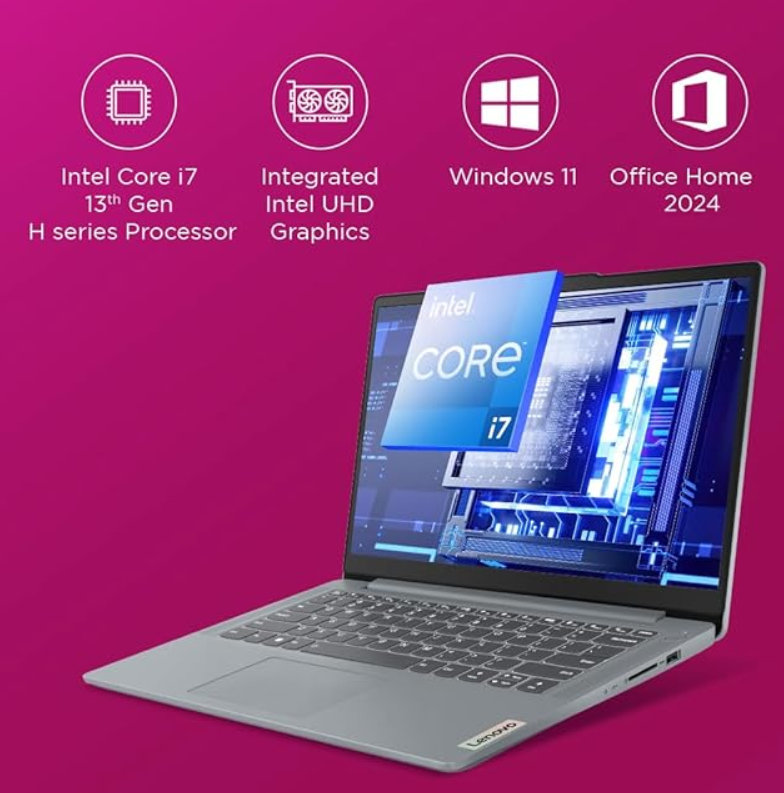 Intel Core i7
13th Gen
H series Processor
Integrated
Intel UHD
Graphics
Windows 11
Office Home
2024
intel.
CORE™
i7
Lenovo